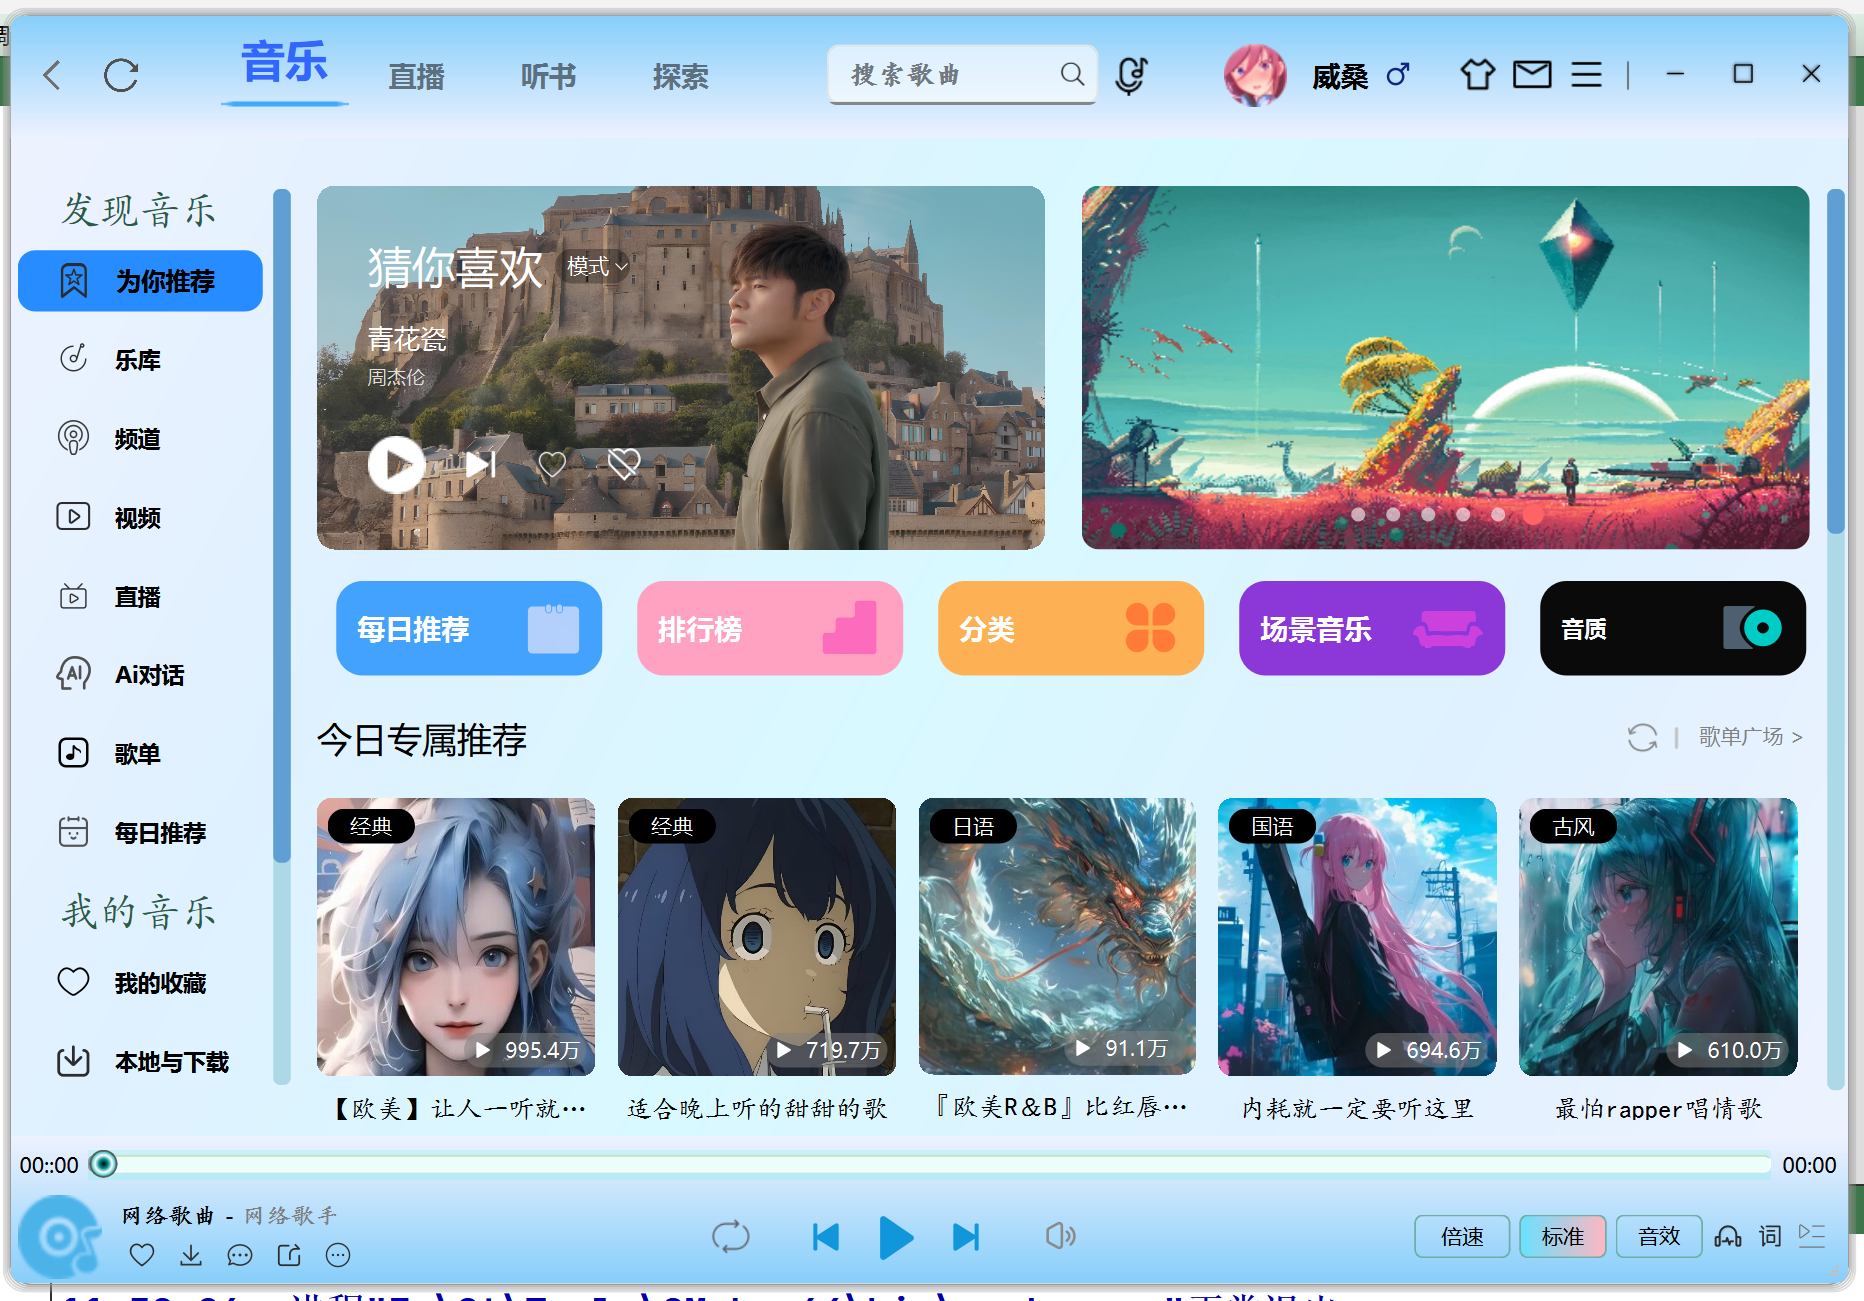 音乐 直播 听书 探索 搜索歌曲 威桑
发现音乐
为你推荐
乐库
频道
视频
直播
Ai对话
歌单
每日推荐
我的音乐
我的收藏
本地与下载
猜你喜欢 模式
青花瓷
周杰伦
每日推荐 排行榜 分类 场景音乐 音质
今日专属推荐 歌单广场 >
经典 经典 日语 国语 古风
995.4万 719.7万 91.1万 694.6万 610.0万
【欧美】让人一听就… 适合晚上听的甜甜的歌 『欧美R&B』比红唇… 内耗就一定要听这里 最怕rapper唱情歌
00::00 00:00
网络歌曲 - 网络歌手
倍速 标准 音效 词